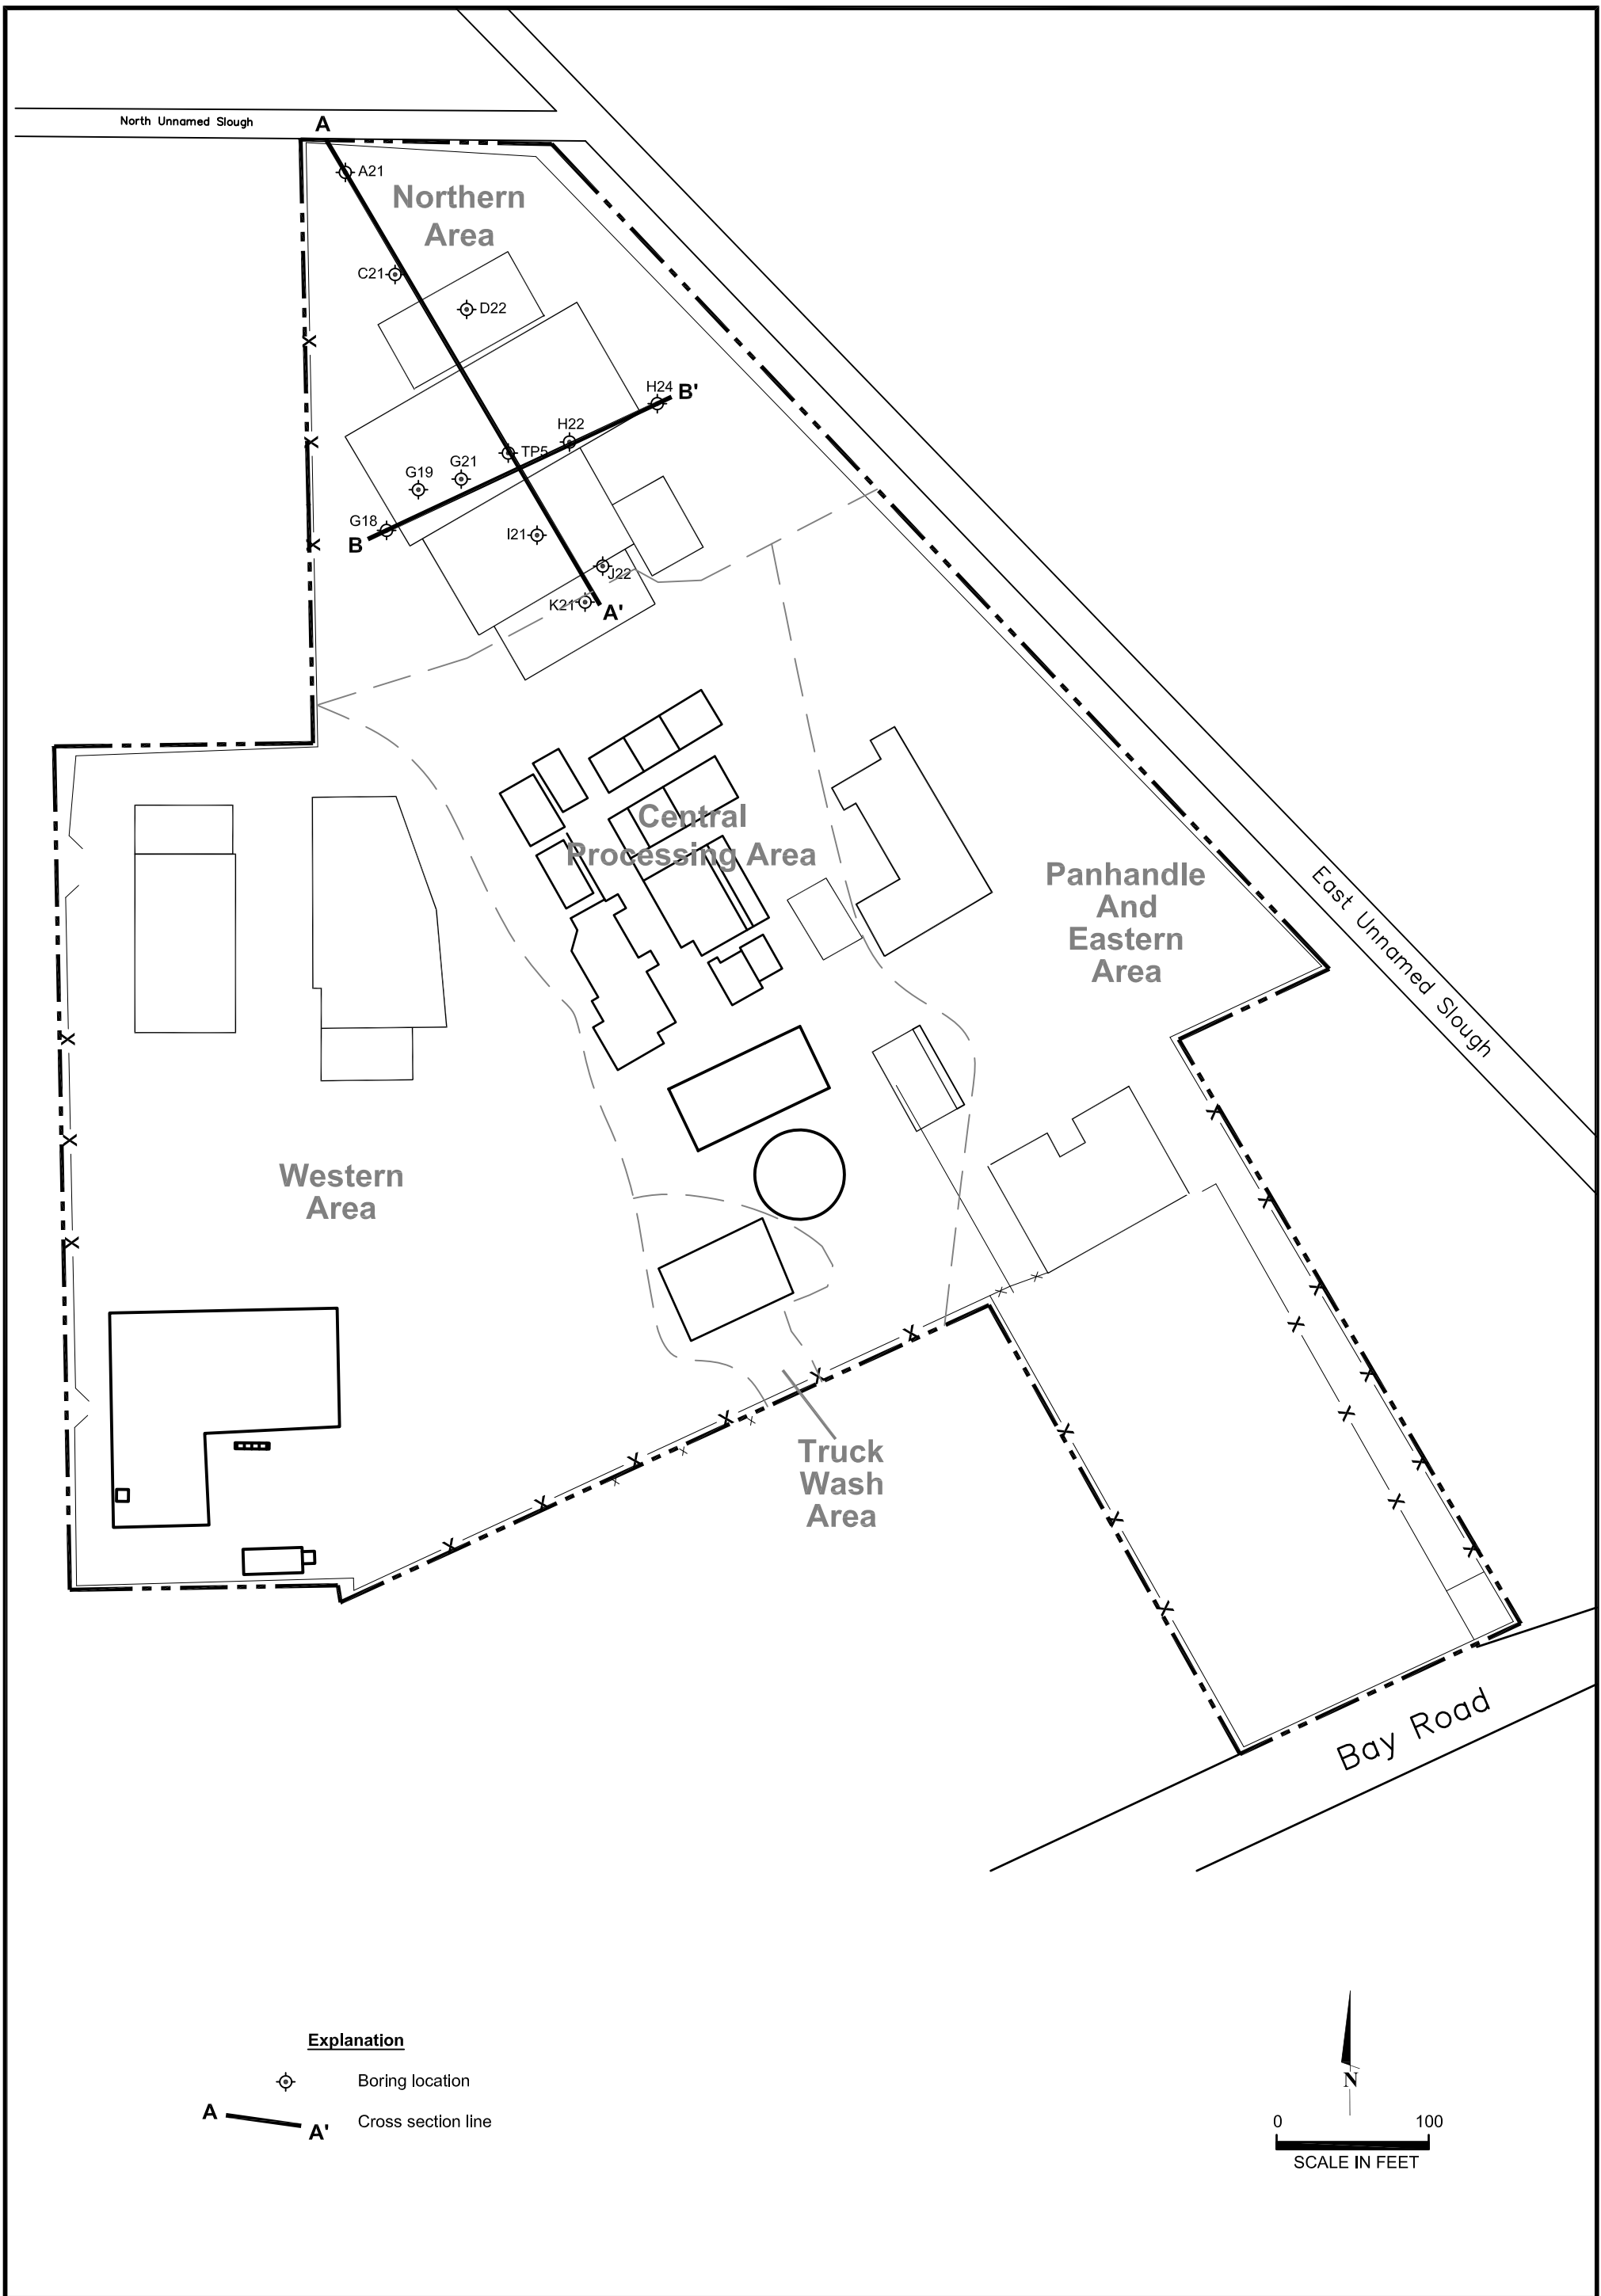 North Unnamed Slough
A
A21
Northern
Area
C21
D22
H24
B'
H22
TP5
G21
G19
G18
B
I21
J22
K21
A'
Central
Processing Area
Panhandle
And
Eastern
Area
East Unnamed Slough
Western
Area
Truck
Wash
Area
Bay Road
Explanation
Boring location
A
A'
Cross section line
N
0 100
SCALE IN FEET